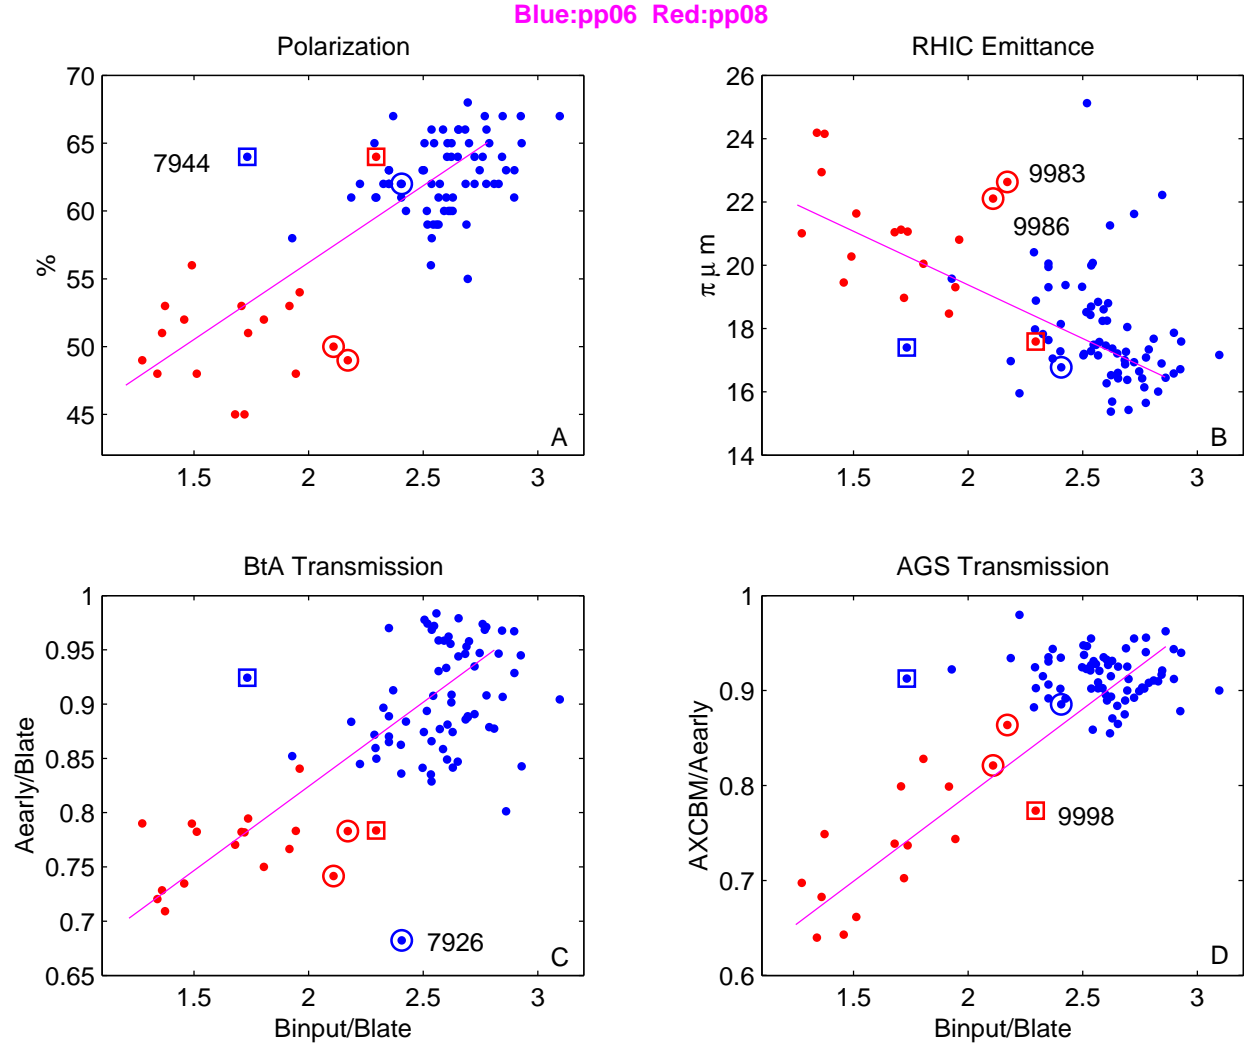 Blue:pp06 Red:pp08
Polarization
70
65
60
55
50
45
%
7944
A
1.5 2 2.5 3
RHIC Emittance
26
24
22
20
18
16
14
π μ m
9983
9986
B
1.5 2 2.5 3
BtA Transmission
1
0.95
0.9
0.85
0.8
0.75
0.7
0.65
Aearly/Blate
7926
C
1.5 2 2.5 3
Binput/Blate
AGS Transmission
1
0.9
0.8
0.7
0.6
AXCBM/Aearly
9998
D
1.5 2 2.5 3
Binput/Blate